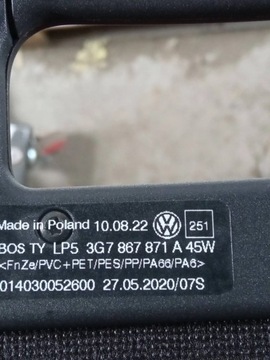 Made in Poland 10.08.22 251
BOS TY LP5 3G7 867 871 A 45W
<FnZe/PVC+PET/PES/PP/PA66/PA6>
014030052600 27.05.2020/07S